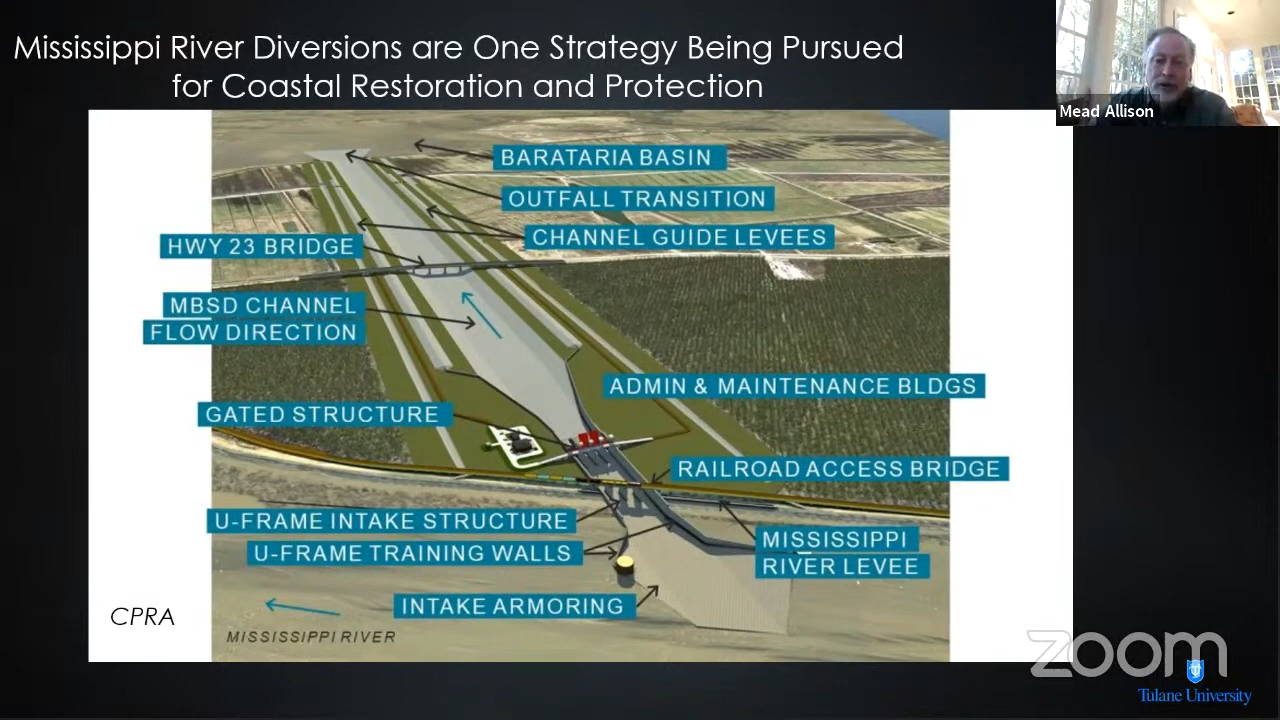 Mississippi River Diversions are One Strategy Being Pursued
for Coastal Restoration and Protection
Mead Allison
BARATARIA BASIN
OUTFALL TRANSITION
CHANNEL GUIDE LEVEES
HWY 23 BRIDGE
MBSD CHANNEL
FLOW DIRECTION
ADMIN & MAINTENANCE BLDGS
GATED STRUCTURE
RAILROAD ACCESS BRIDGE
U-FRAME INTAKE STRUCTURE
U-FRAME TRAINING WALLS
MISSISSIPPI
RIVER LEVEE
INTAKE ARMORING
CPRA
MISSISSIPPI RIVER
zoom
Tulane University